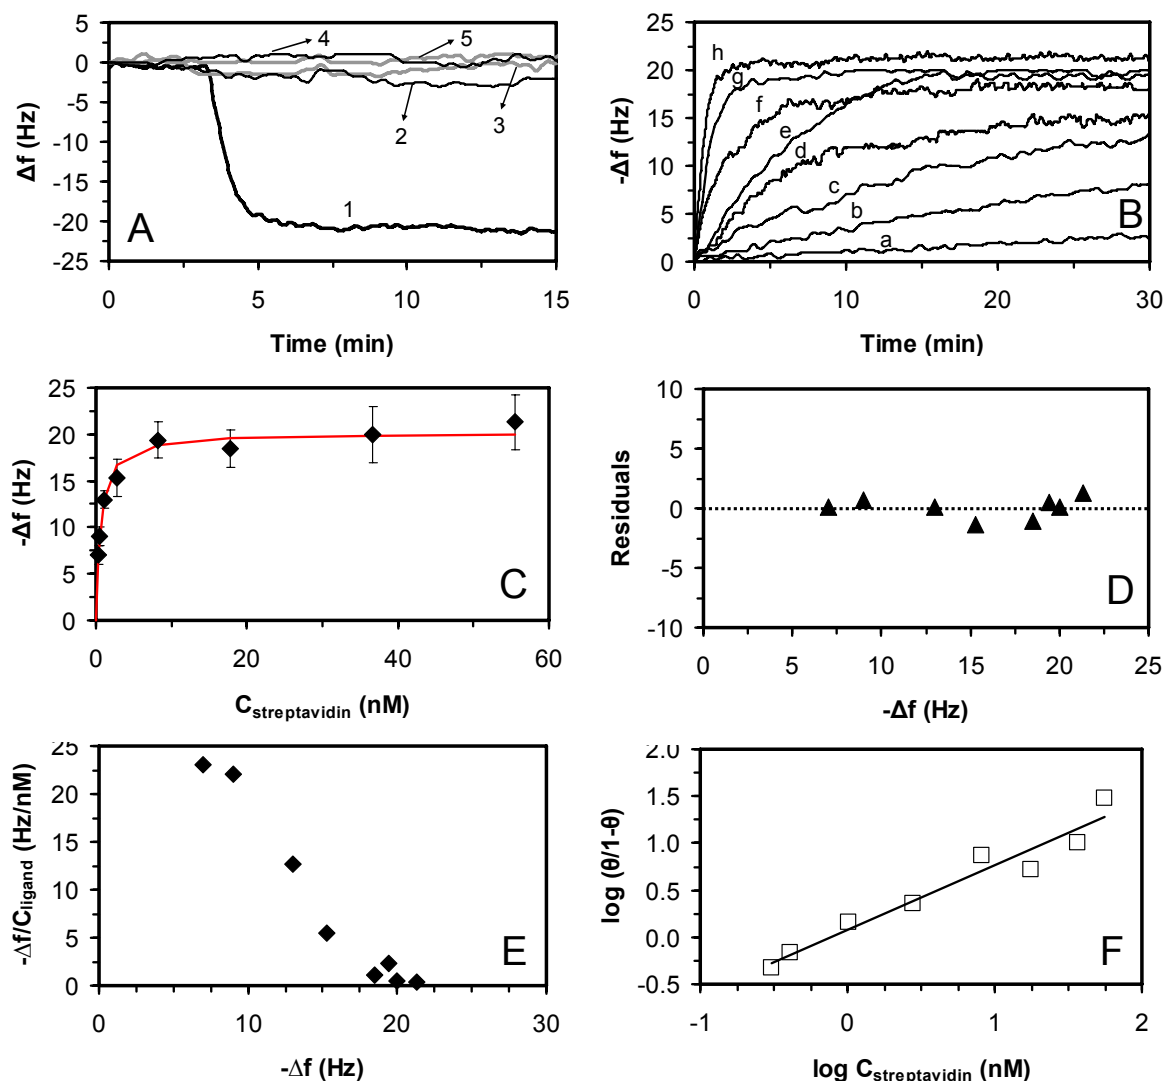 5
0
-5
-10
-15
-20
-25
Δf (Hz)
4
5
2
3
1
A
0
5
10
15
Time (min)
25
20
15
10
5
0
-Δf (Hz)
h
g
f
e
d
c
b
a
B
0
10
20
30
Time (min)
25
20
15
10
5
0
-Δf (Hz)
C
0
20
40
60
Cstreptavidin (nM)
10
5
0
-5
-10
Residuals
D
0
5
10
15
20
25
-Δf (Hz)
25
20
15
10
5
0
-Δf/Cligand (Hz/nM)
E
0
10
20
30
-Δf (Hz)
2.0
1.5
1.0
0.5
0.0
-0.5
log (θ/1-θ)
F
-1
0
1
2
log Cstreptavidin (nM)